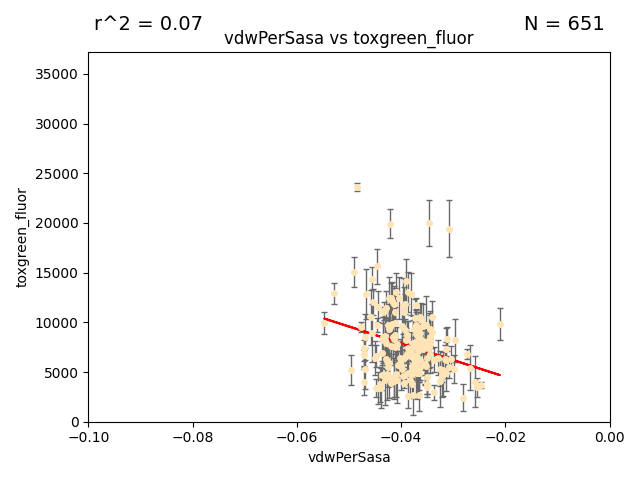 r^2 = 0.07
N = 651
vdwPerSasa vs toxgreen_fluor
35000
30000
25000
20000
15000
10000
5000
0
toxgreen_fluor
−0.10
−0.08
−0.06
−0.04
−0.02
0.00
vdwPerSasa